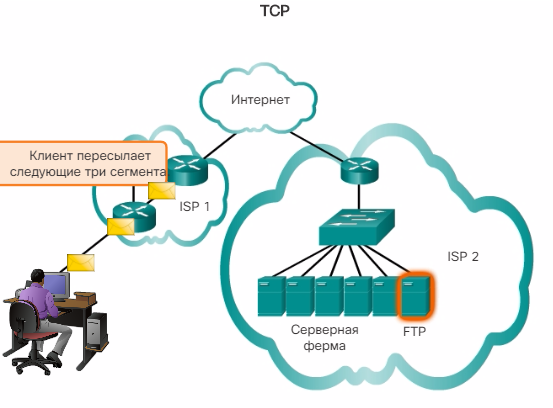 TCP
Интернет
Клиент пересылает
следующие три сегмента
ISP 1
ISP 2
Серверная
ферма
FTP